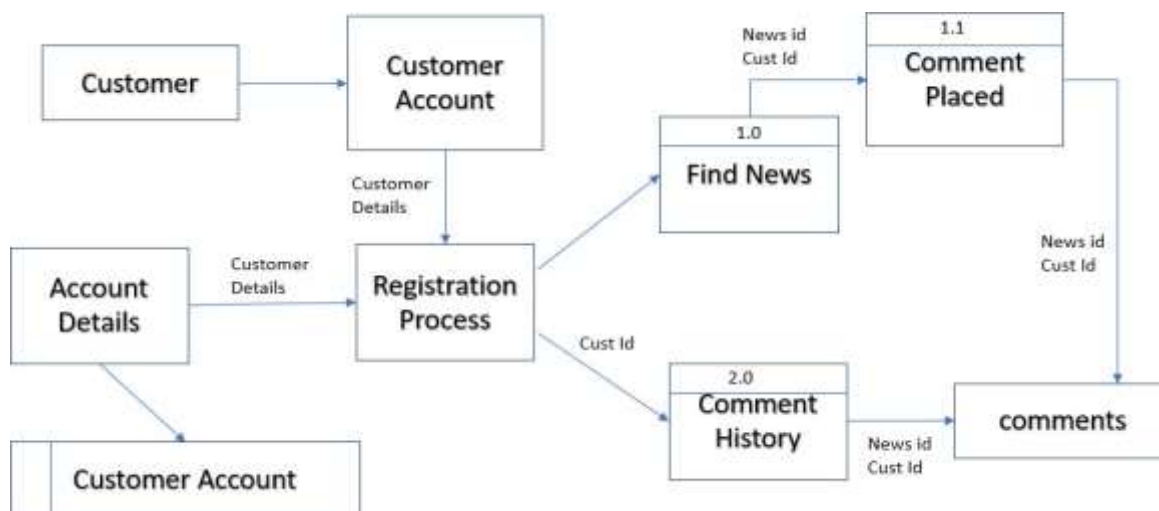 Customer
Customer
Account
Customer
Details
Account
Details
Customer
Details
Registration
Process
Customer Account
1.0
Find News
News id
Cust Id
1.1
Comment
Placed
News id
Cust Id
Cust Id
2.0
Comment
History
News id
Cust Id
comments